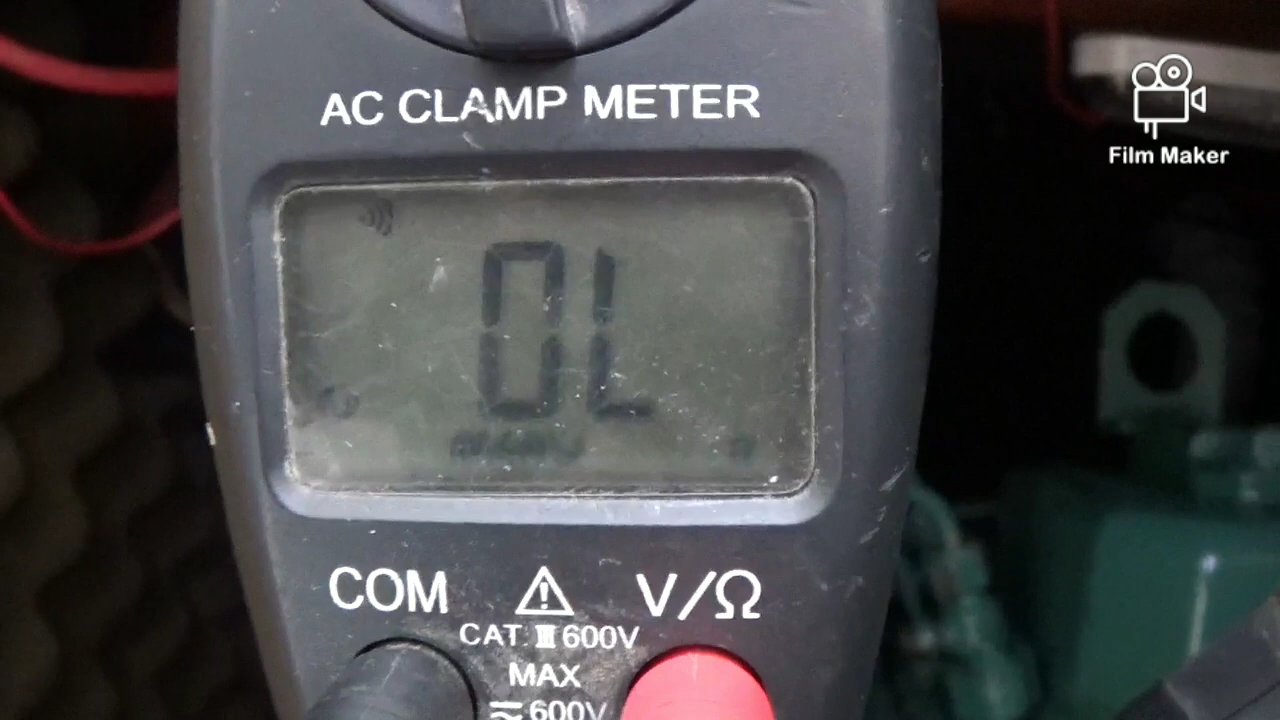 AC CLAMP METER
Film Maker
OL
COM
V/Ω
CAT. III 600V
MAX
≂ 600V